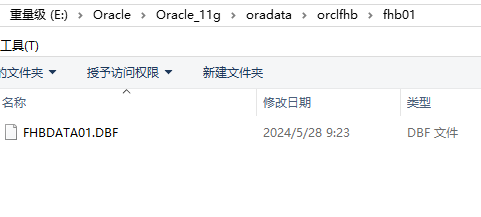 重量级 (E:) › Oracle › Oracle_11g › oradata › orclfhb › fhb01
工具(T)
的文件夹 授予访问权限 新建文件夹
名称 修改日期 类型
FHBDATA01.DBF 2024/5/28 9:23 DBF 文件